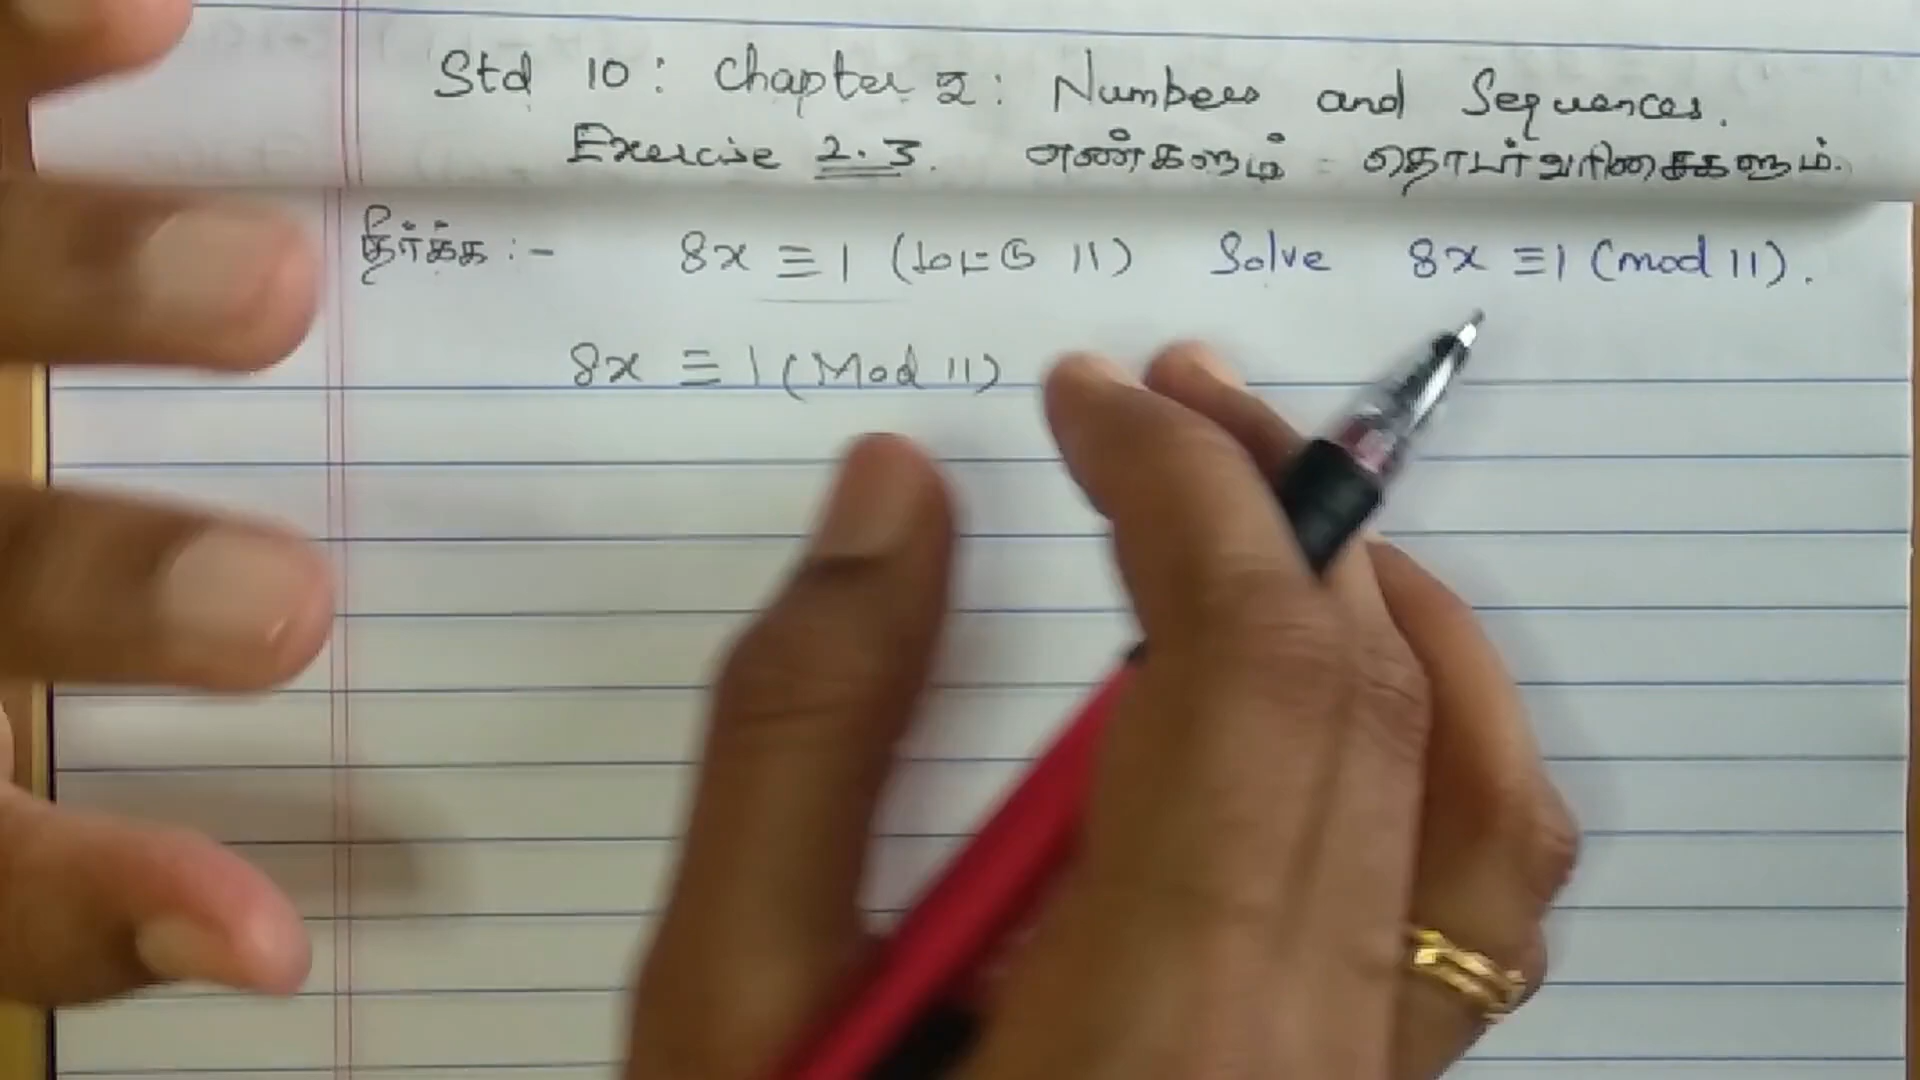 Std 10: Chapter 2: Numbers and Sequences.
Exercise 2.3. எண்களும் தொடர்வரிசைகளும்.
தீர்க்க :- 8x ≡ 1 (மட்டு 11) Solve 8x ≡ 1 (mod 11).
8x ≡ 1 (Mod 11)